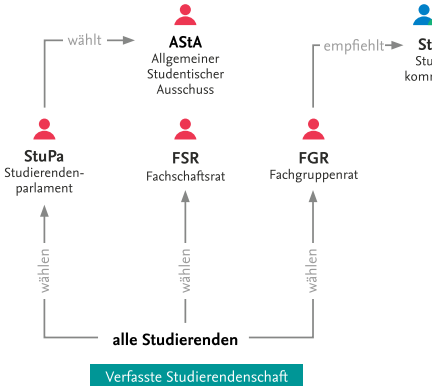 wählt
AStA
Allgemeiner
Studentischer
Ausschuss
empfiehlt
StuPa
Studierenden-
parlament
FSR
Fachschaftsrat
FGR
Fachgruppenrat
wählen
wählen
wählen
alle Studierenden
Verfasste Studierendenschaft